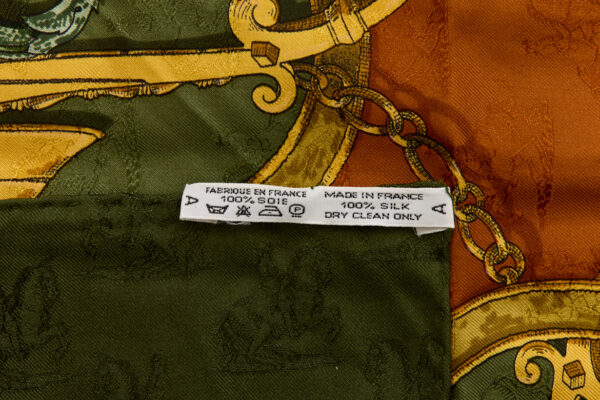 A
FABRIQUE EN FRANCE
100% SOIE
P
MADE IN FRANCE
100% SILK
DRY CLEAN ONLY
A